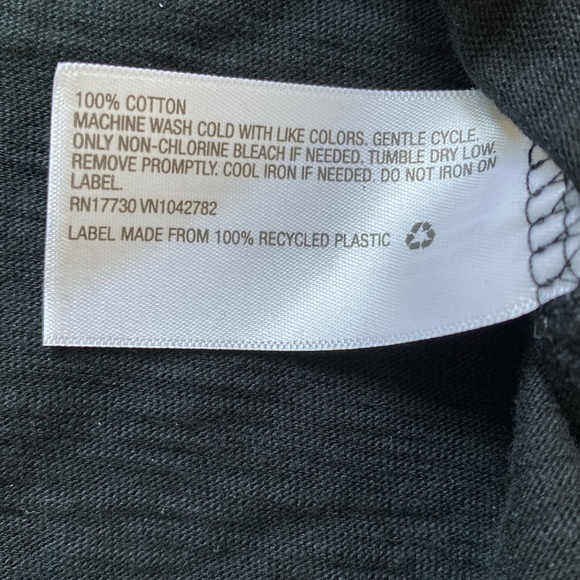 100% COTTON
MACHINE WASH COLD WITH LIKE COLORS. GENTLE CYCLE.
ONLY NON-CHLORINE BLEACH IF NEEDED. TUMBLE DRY LOW.
REMOVE PROMPTLY. COOL IRON IF NEEDED. DO NOT IRON ON
LABEL.
RN17730 VN1042782
LABEL MADE FROM 100% RECYCLED PLASTIC